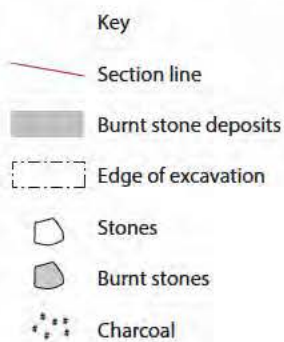 Key
Section line
Burnt stone deposits
Edge of excavation
Stones
Burnt stones
Charcoal